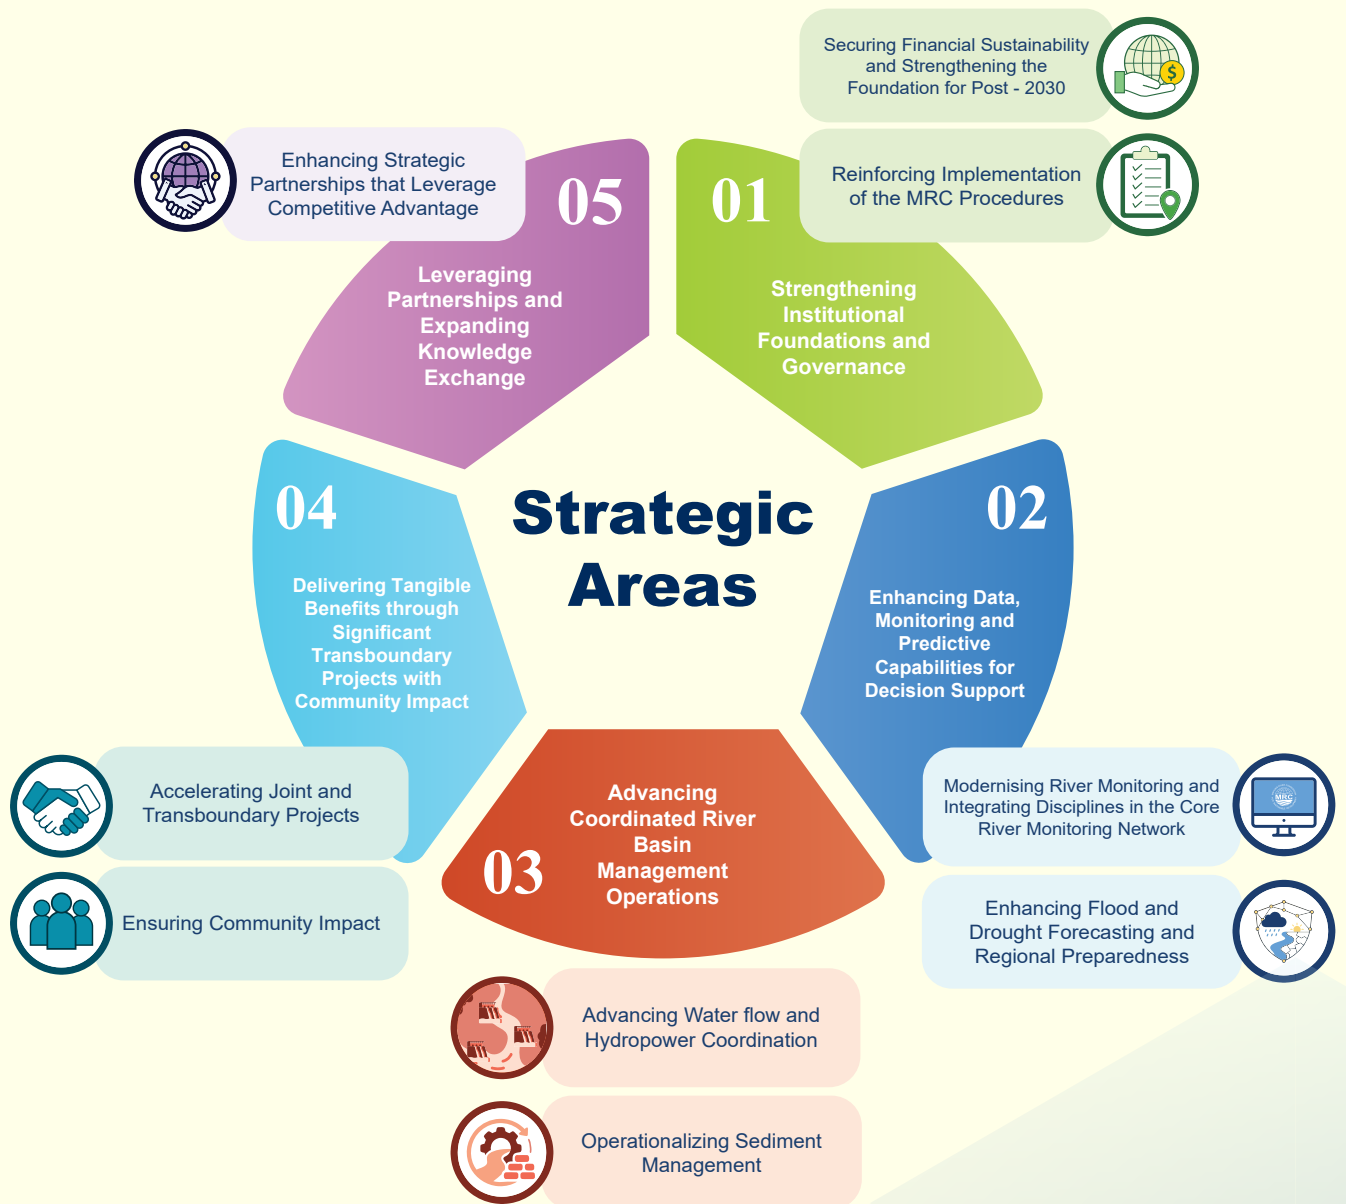 Securing Financial Sustainability
and Strengthening the
Foundation for Post - 2030
$
Reinforcing Implementation
of the MRC Procedures
01
Strengthening
Institutional
Foundations and
Governance
Enhancing Strategic
Partnerships that Leverage
Competitive Advantage
05
Leveraging
Partnerships and
Expanding
Knowledge
Exchange
Strategic
Areas
02
Enhancing Data,
Monitoring and
Predictive
Capabilities for
Decision Support
Modernising River Monitoring and
Integrating Disciplines in the Core
River Monitoring Network
MRC
Enhancing Flood and
Drought Forecasting and
Regional Preparedness
04
Delivering Tangible
Benefits through
Significant
Transboundary
Projects with
Community Impact
Accelerating Joint and
Transboundary Projects
Ensuring Community Impact
03
Advancing
Coordinated River
Basin
Management
Operations
Advancing Water flow and
Hydropower Coordination
Operationalizing Sediment
Management